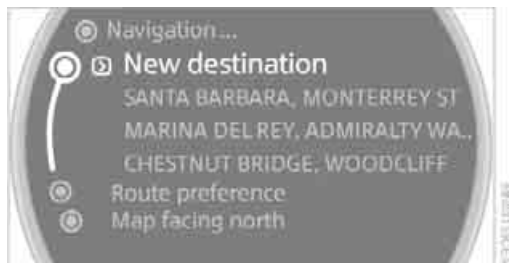 Navigation...
New destination
SANTA BARBARA, MONTERREY ST
MARINA DEL REY, ADMIRALTY WA..
CHESTNUT BRIDGE, WOODCLIFF
Route preference
Map facing north